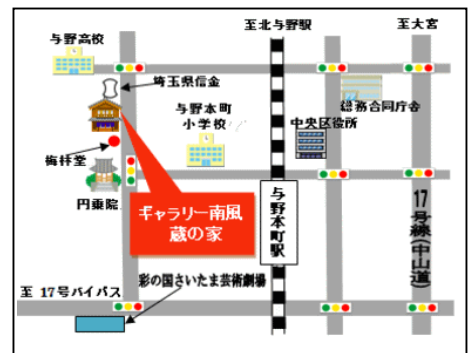 至北与野駅
至大宮
与野高校
埼玉県信金
与野本町
小学校
総務合同庁舎
中央区役所
梅林堂
円乗院
ギャラリー南風
蔵の家
与野本町駅
17号線(中山道)
彩の国さいたま芸術劇場
至 17号バイパス